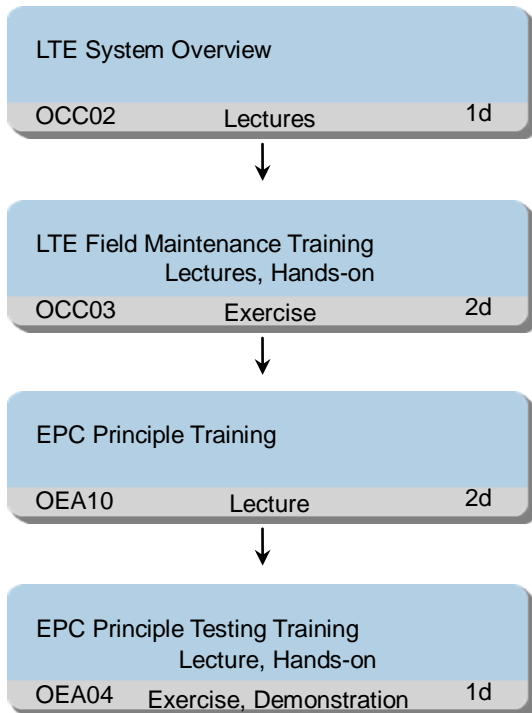 LTE System Overview
OCC02 Lectures 1d
LTE Field Maintenance Training
Lectures, Hands-on
OCC03 Exercise 2d
EPC Principle Training
OEA10 Lecture 2d
EPC Principle Testing Training
Lecture, Hands-on
OEA04 Exercise, Demonstration 1d